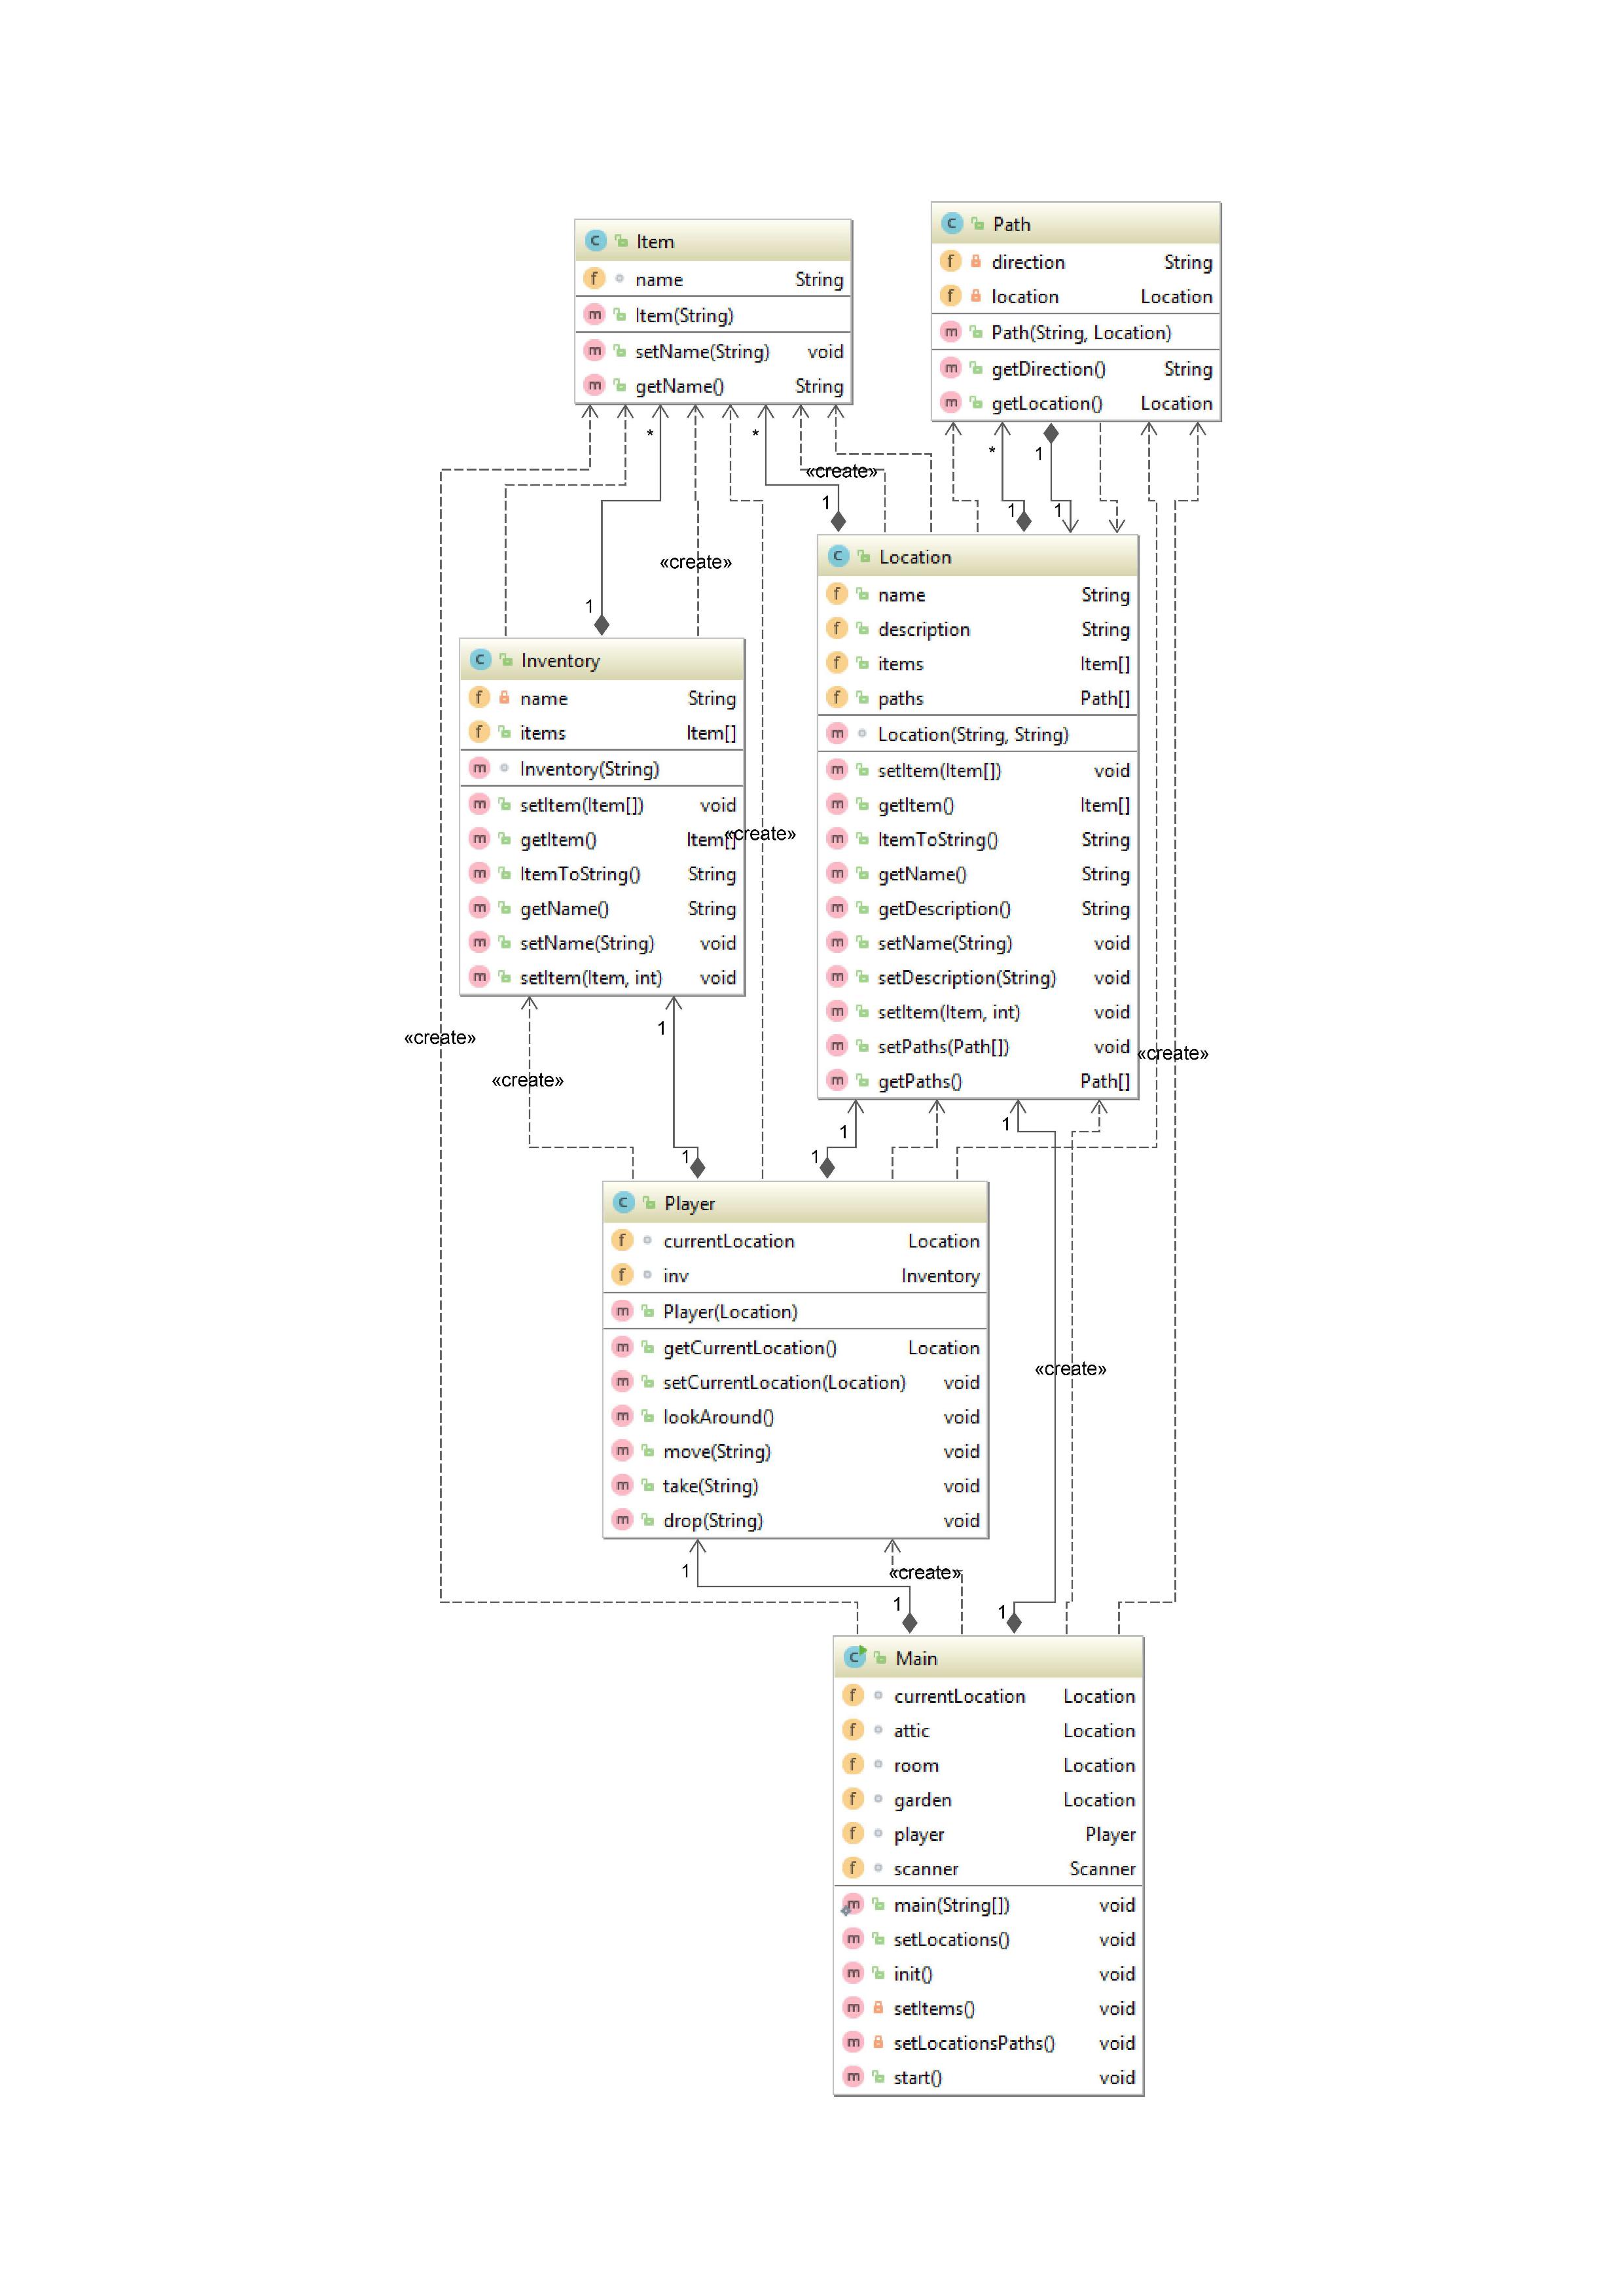 Item
name String
Item(String)
setName(String) void
getName() String
Path
direction String
location Location
Path(String, Location)
getDirection() String
getLocation() Location
* * * 1
«create»
1 1 1
«create»
1
Location
name String
description String
items Item[]
paths Path[]
Location(String, String)
setItem(Item[]) void
getItem() Item[]
ItemToString() String
getName() String
getDescription() String
setName(String) void
setDescription(String) void
setItem(Item, int) void
setPaths(Path[]) void
getPaths() Path[]
Inventory
name String
items Item[]
Inventory(String)
setItem(Item[]) void
getItem() Item[]
ItemToString() String
getName() String
setName(String) void
setItem(Item, int) void
«create»
«create»
1
«create»
«create»
1 1
1 1
Player
currentLocation Location
inv Inventory
Player(Location)
getCurrentLocation() Location
setCurrentLocation(Location) void
lookAround() void
move(String) void
take(String) void
drop(String) void
«create»
1
«create»
1 1
Main
currentLocation Location
attic Location
room Location
garden Location
player Player
scanner Scanner
main(String[]) void
setLocations() void
init() void
setItems() void
setLocationsPaths() void
start() void